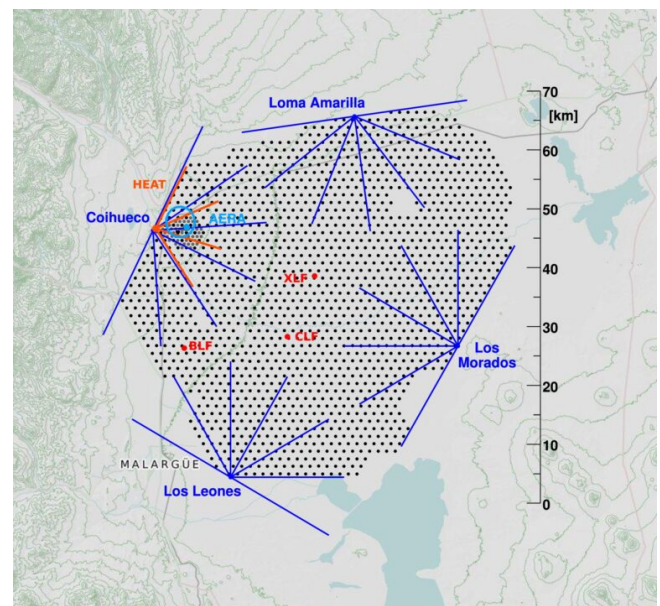 Loma Amarilla
70
[km]
60
HEAT
Coihueco
AERA
50
40
XLF
30
CLF
BLF
Los
Morados
20
10
MALARGÜE
Los Leones
0